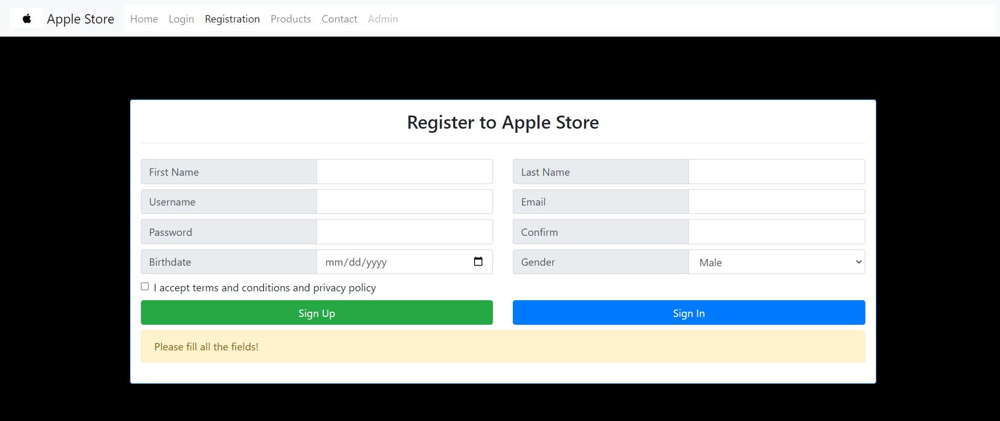 Apple Store Home Login Registration Products Contact Admin
Register to Apple Store
First Name Last Name
Username Email
Password Confirm
Birthdate mm/dd/yyyy Gender Male
I accept terms and conditions and privacy policy
Sign Up Sign In
Please fill all the fields!